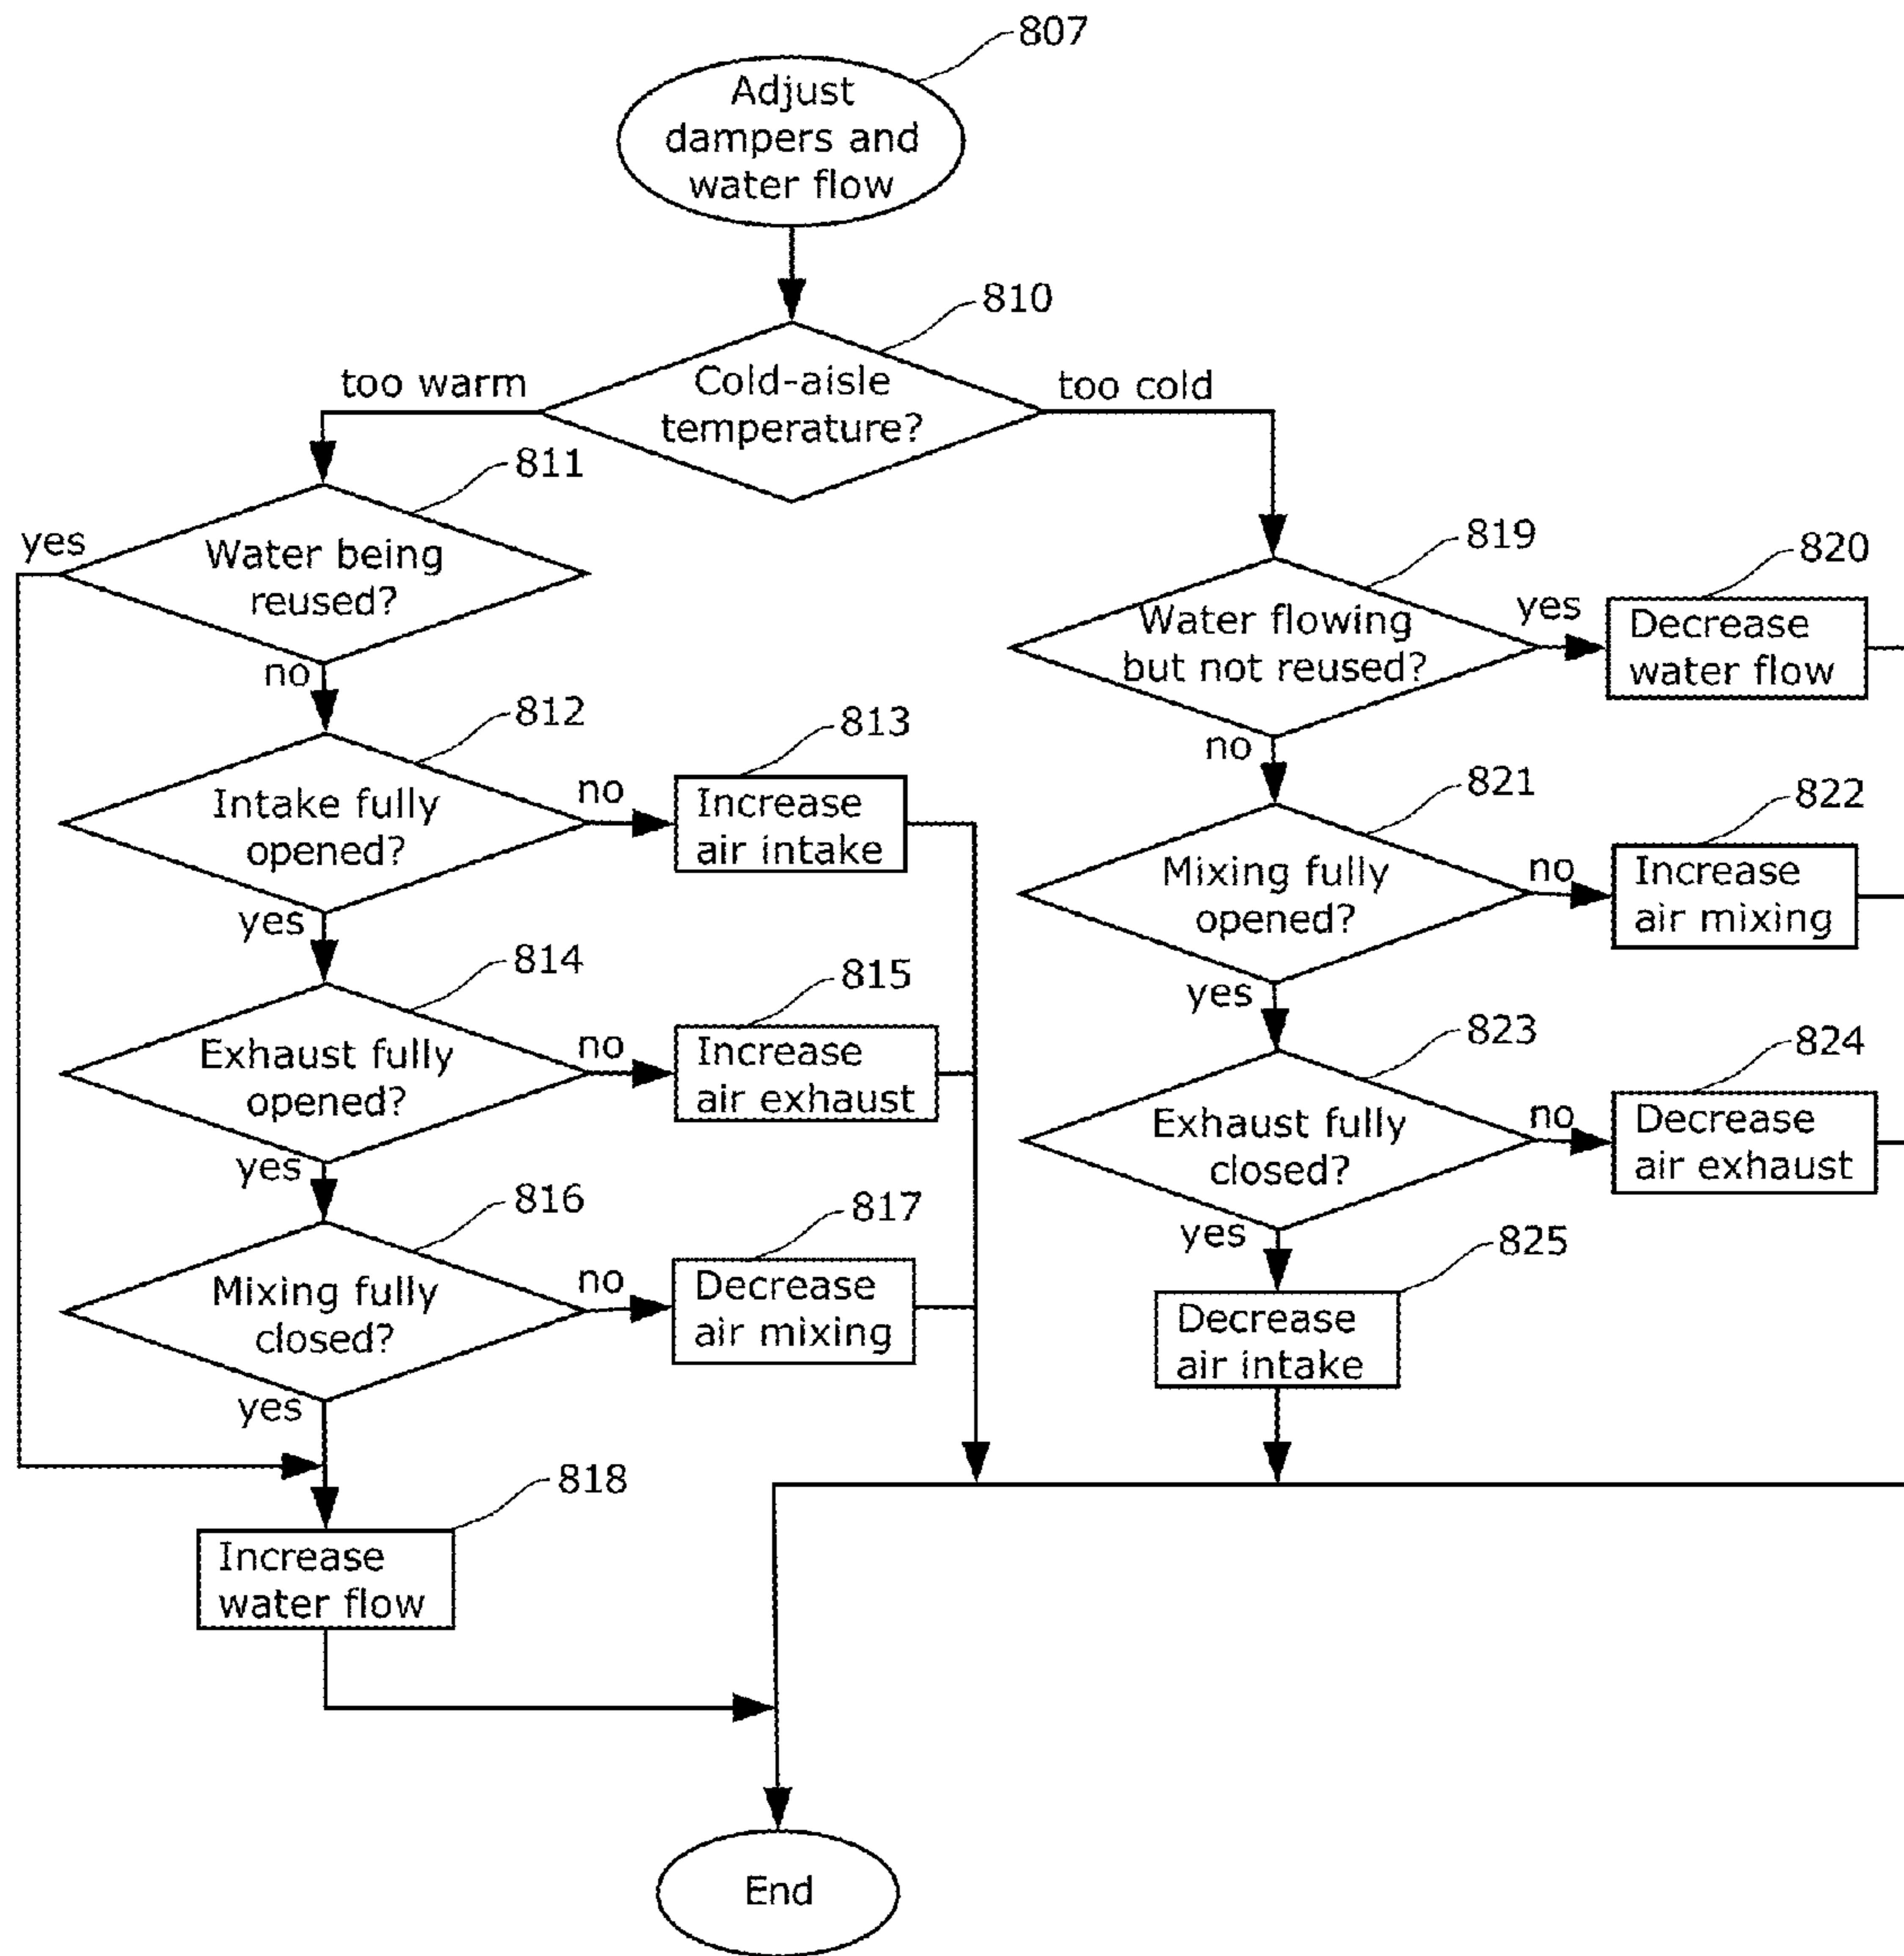 807
Adjust
dampers and
water flow
810
Cold-aisle
temperature?
too warm
too cold
811
Water being
reused?
yes
no
812
Intake fully
opened?
no
yes
813
Increase
air intake
814
Exhaust fully
opened?
no
yes
815
Increase
air exhaust
816
Mixing fully
closed?
no
yes
817
Decrease
air mixing
818
Increase
water flow
819
Water flowing
but not reused?
yes
no
820
Decrease
water flow
821
Mixing fully
opened?
no
yes
822
Increase
air mixing
823
Exhaust fully
closed?
no
yes
824
Decrease
air exhaust
825
Decrease
air intake
End